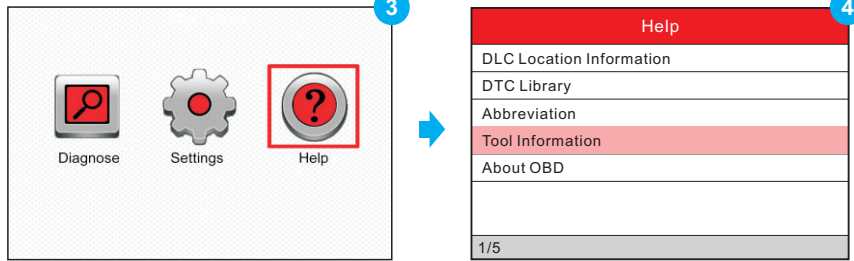 3
Diagnose Settings Help
4
Help
DLC Location Information
DTC Library
Abbreviation
Tool Information
About OBD
1/5